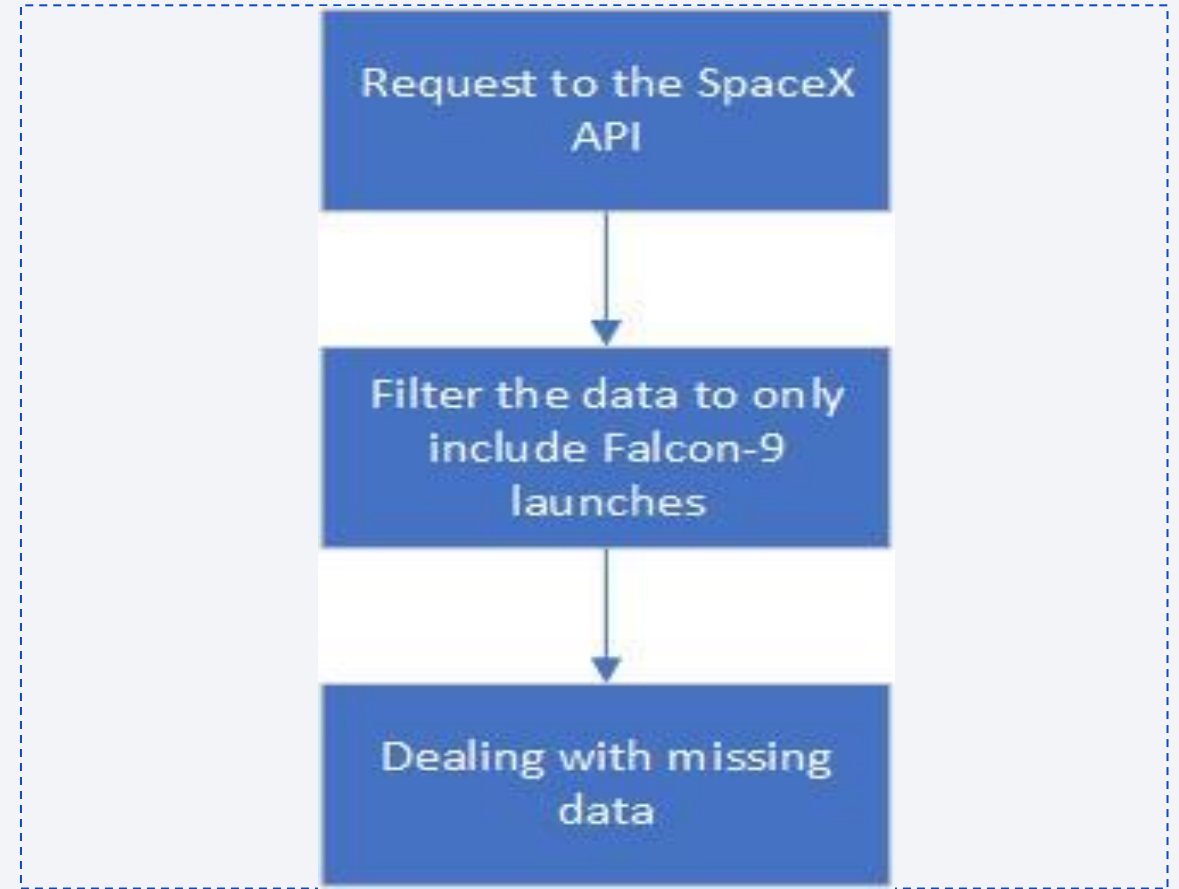 Request to the SpaceX
API
Filter the data to only
include Falcon-9
launches
Dealing with missing
data